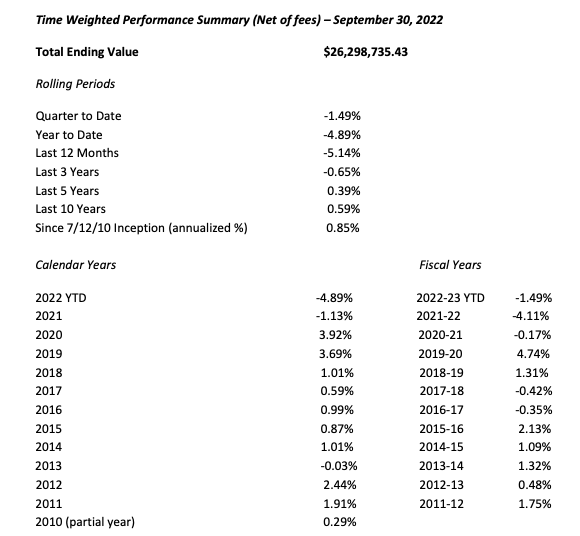 Time Weighted Performance Summary (Net of fees) – September 30, 2022
Total Ending Value $26,298,735.43
Rolling Periods
Quarter to Date -1.49%
Year to Date -4.89%
Last 12 Months -5.14%
Last 3 Years -0.65%
Last 5 Years 0.39%
Last 10 Years 0.59%
Since 7/12/10 Inception (annualized %) 0.85%
Calendar Years Fiscal Years
2022 YTD -4.89% 2022-23 YTD -1.49%
2021 -1.13% 2021-22 -4.11%
2020 3.92% 2020-21 -0.17%
2019 3.69% 2019-20 4.74%
2018 1.01% 2018-19 1.31%
2017 0.59% 2017-18 -0.42%
2016 0.99% 2016-17 -0.35%
2015 0.87% 2015-16 2.13%
2014 1.01% 2014-15 1.09%
2013 -0.03% 2013-14 1.32%
2012 2.44% 2012-13 0.48%
2011 1.91% 2011-12 1.75%
2010 (partial year) 0.29%